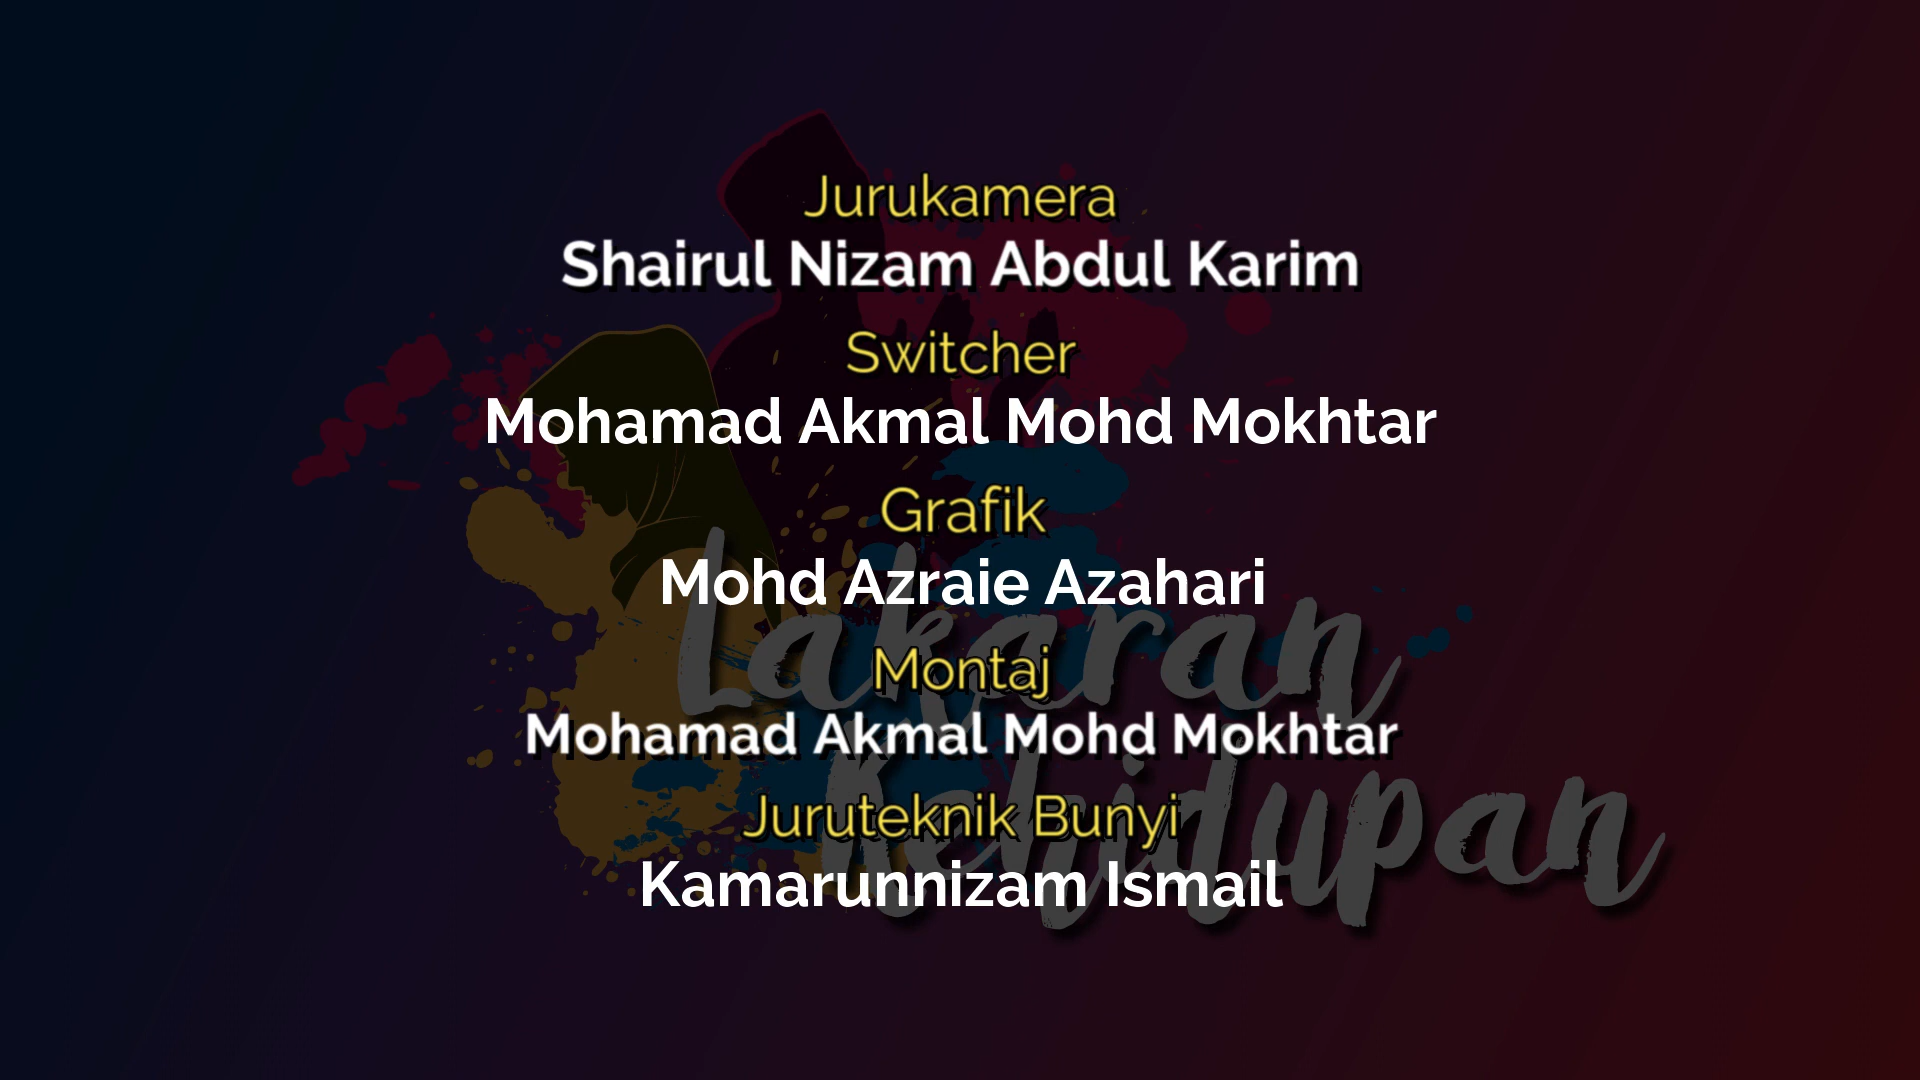 Jurukamera
Shairul Nizam Abdul Karim
Switcher
Mohamad Akmal Mohd Mokhtar
Grafik
Mohd Azraie Azahari
Lakaran
Montaj
Mohamad Akmal Mohd Mokhtar
Kehidupan
Juruteknik Bunyi
Kamarunnizam Ismail